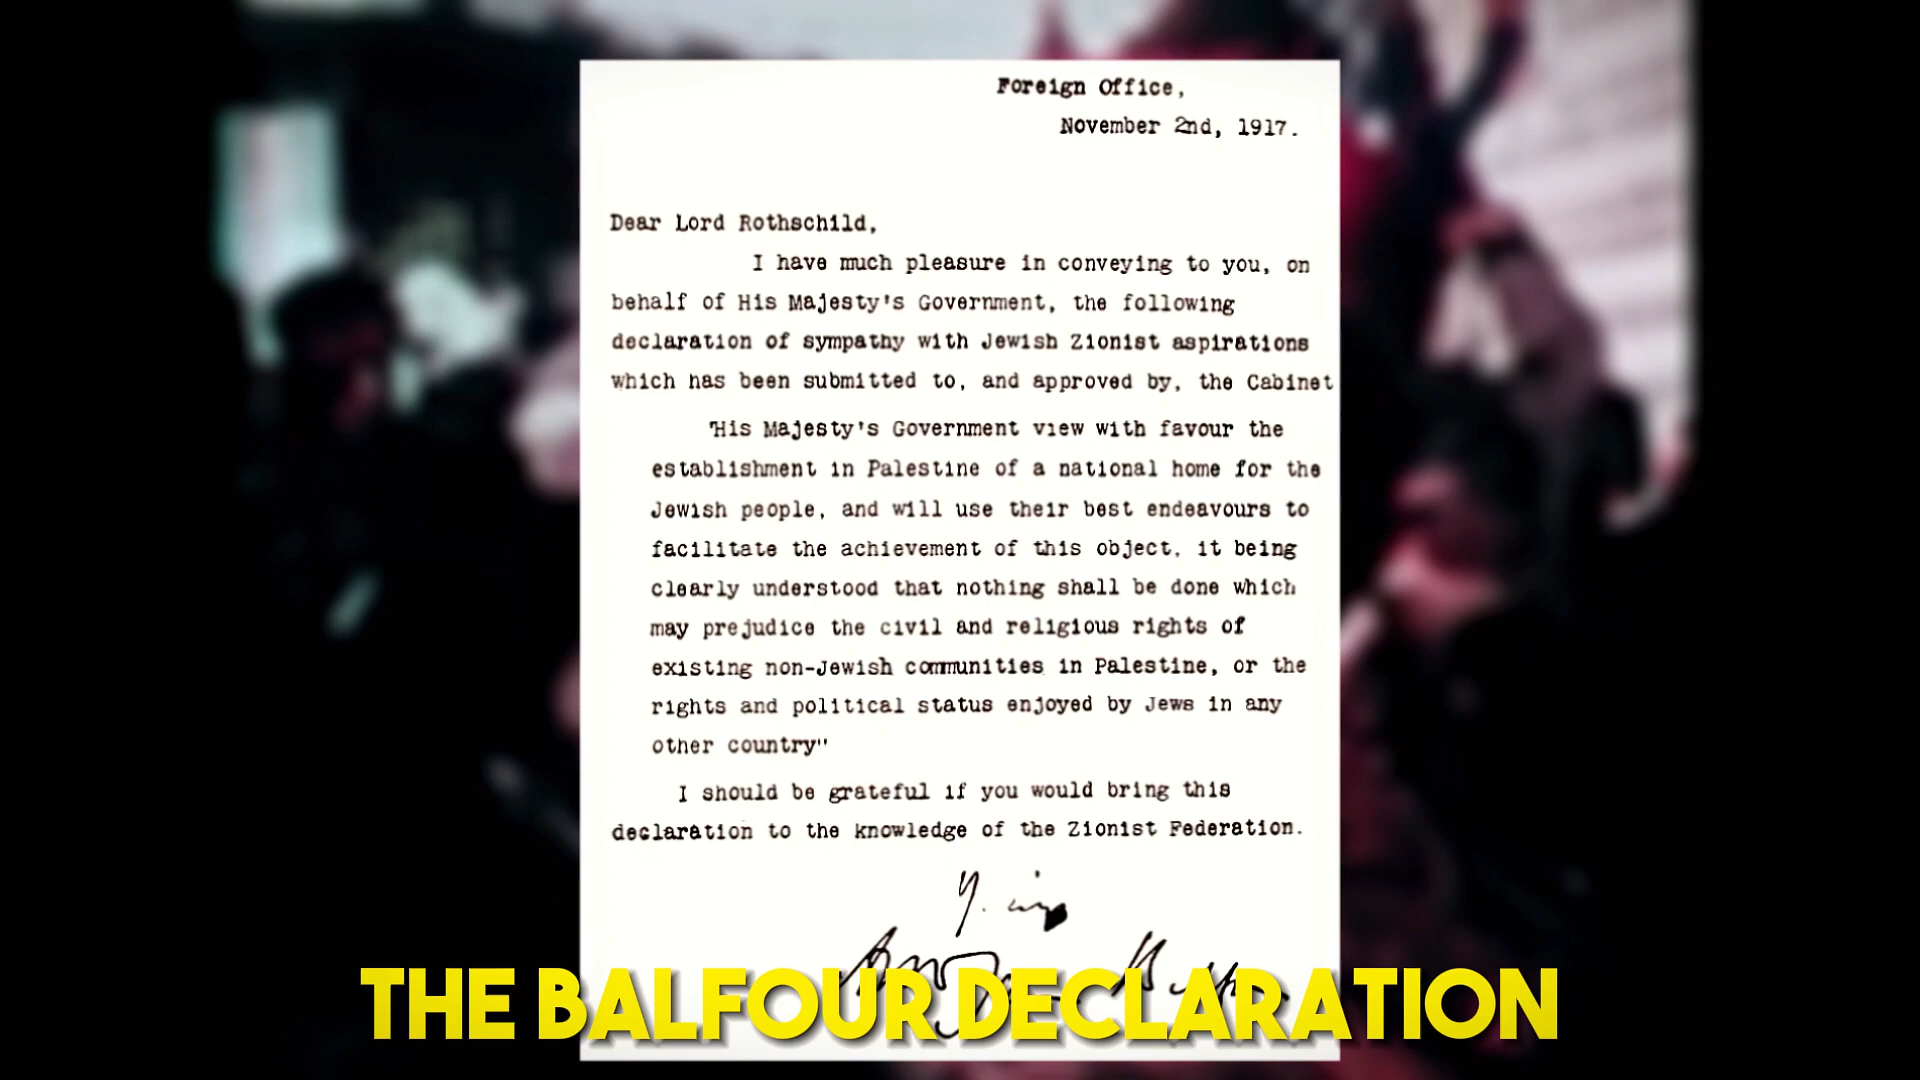 Foreign Office,
November 2nd, 1917.
Dear Lord Rothschild,
I have much pleasure in conveying to you, on
behalf of His Majesty's Government, the following
declaration of sympathy with Jewish Zionist aspirations
which has been submitted to, and approved by, the Cabinet
"His Majesty's Government view with favour the
establishment in Palestine of a national home for the
Jewish people, and will use their best endeavours to
facilitate the achievement of this object, it being
clearly understood that nothing shall be done which
may prejudice the civil and religious rights of
existing non-Jewish communities in Palestine, or the
rights and political status enjoyed by Jews in any
other country"
I should be grateful if you would bring this
declaration to the knowledge of the Zionist Federation.
THE BALFOUR DECLARATION